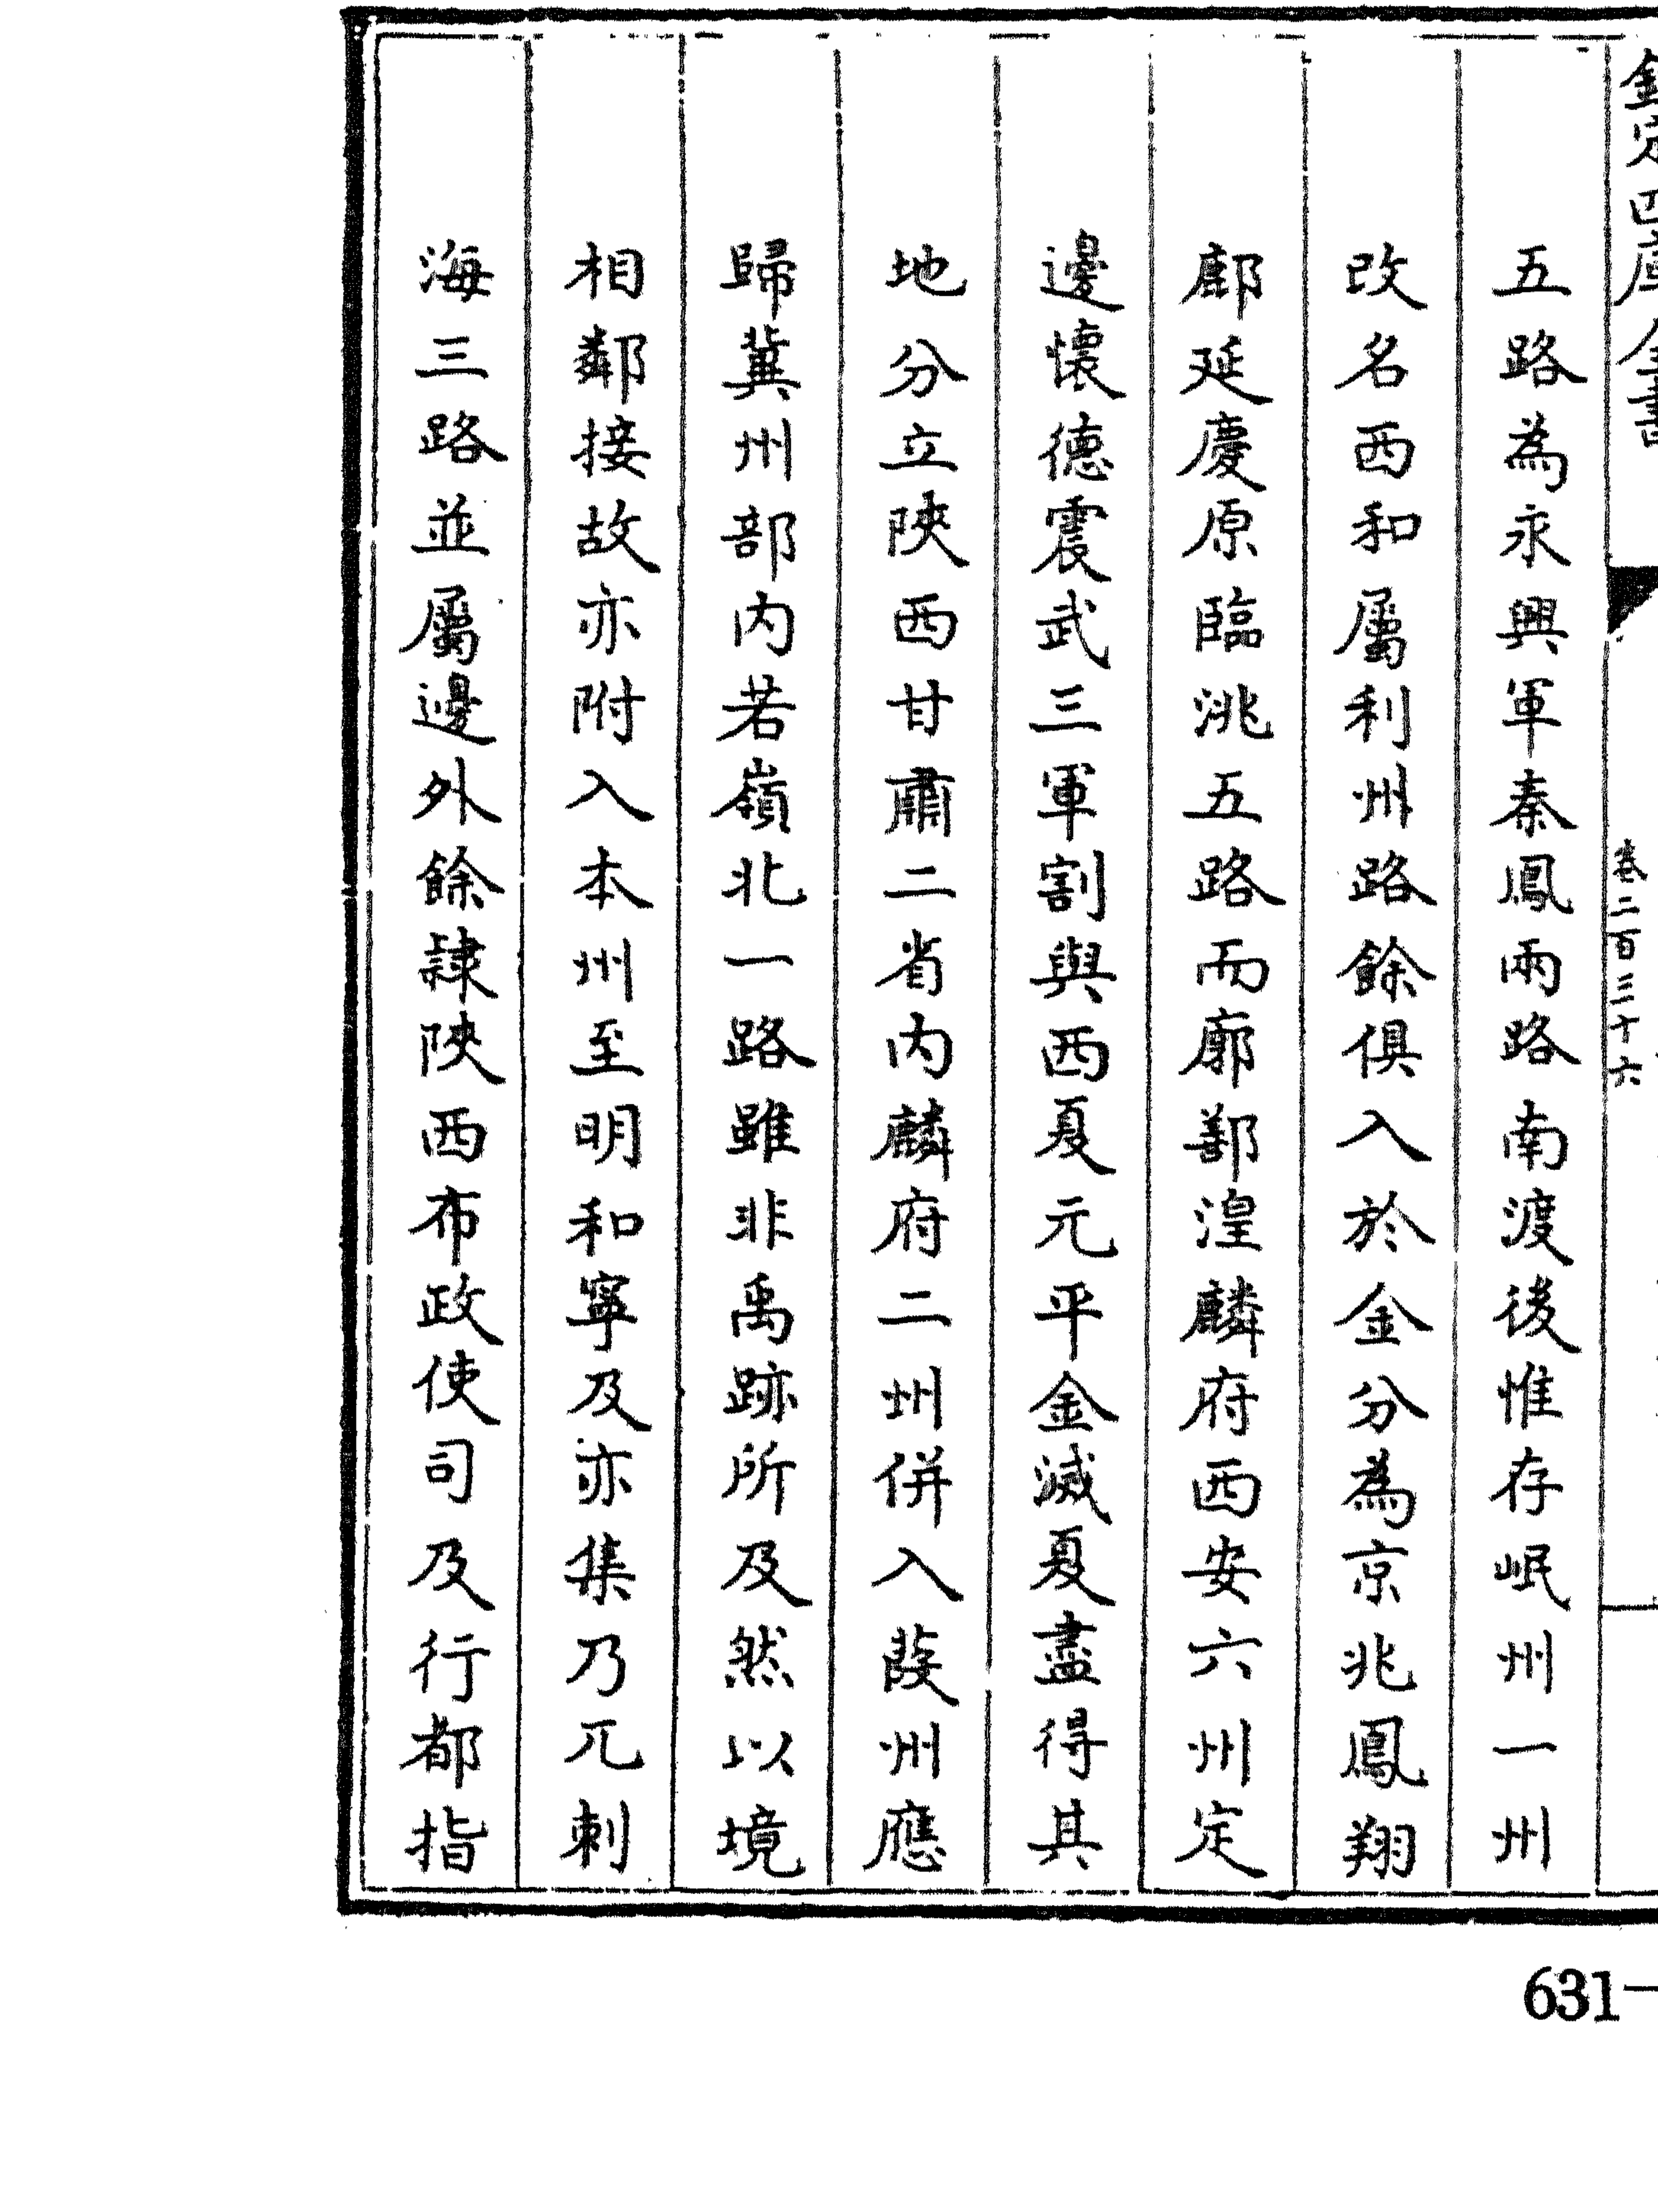 欽定四庫全書
卷二百三十六
五路為永興軍秦鳳兩路南渡後惟存岷州一州
改名西和屬利州路餘俱入於金分為京兆鳳翔
鄜延慶原臨洮五路而廓鄯湟麟府西安六州定
邊懷德震武三軍割與西夏元平金滅夏盡得其
地分立陜西甘肅二省内麟府二州併入葭州應
歸冀州部内若嶺北一路雖非禹跡所及然以境
相鄰接故亦附入本州至明和寧及亦集乃兀剌
海三路並屬邊外餘隷陜西布政使司及行都指
631-